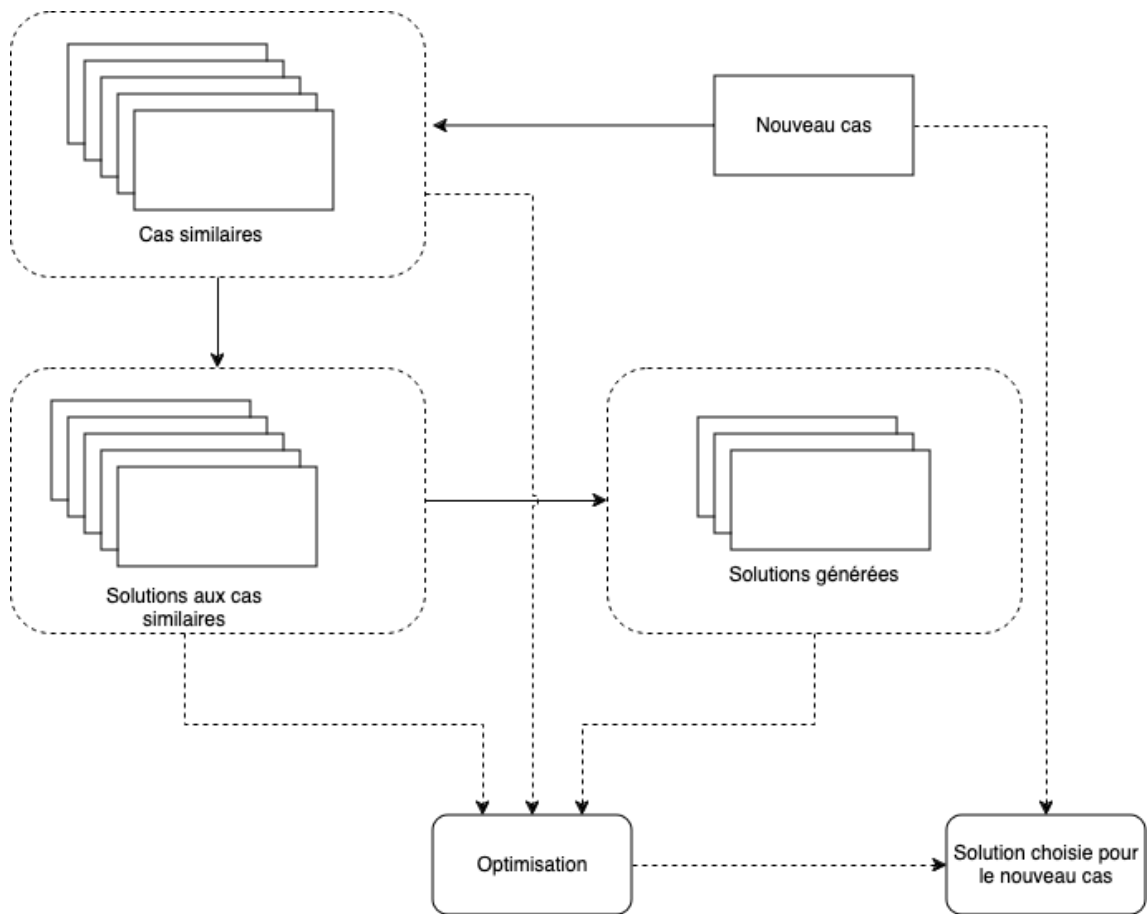 Nouveau cas
Cas similaires
Solutions aux cas
similaires
Solutions générées
Optimisation
Solution choisie pour
le nouveau cas